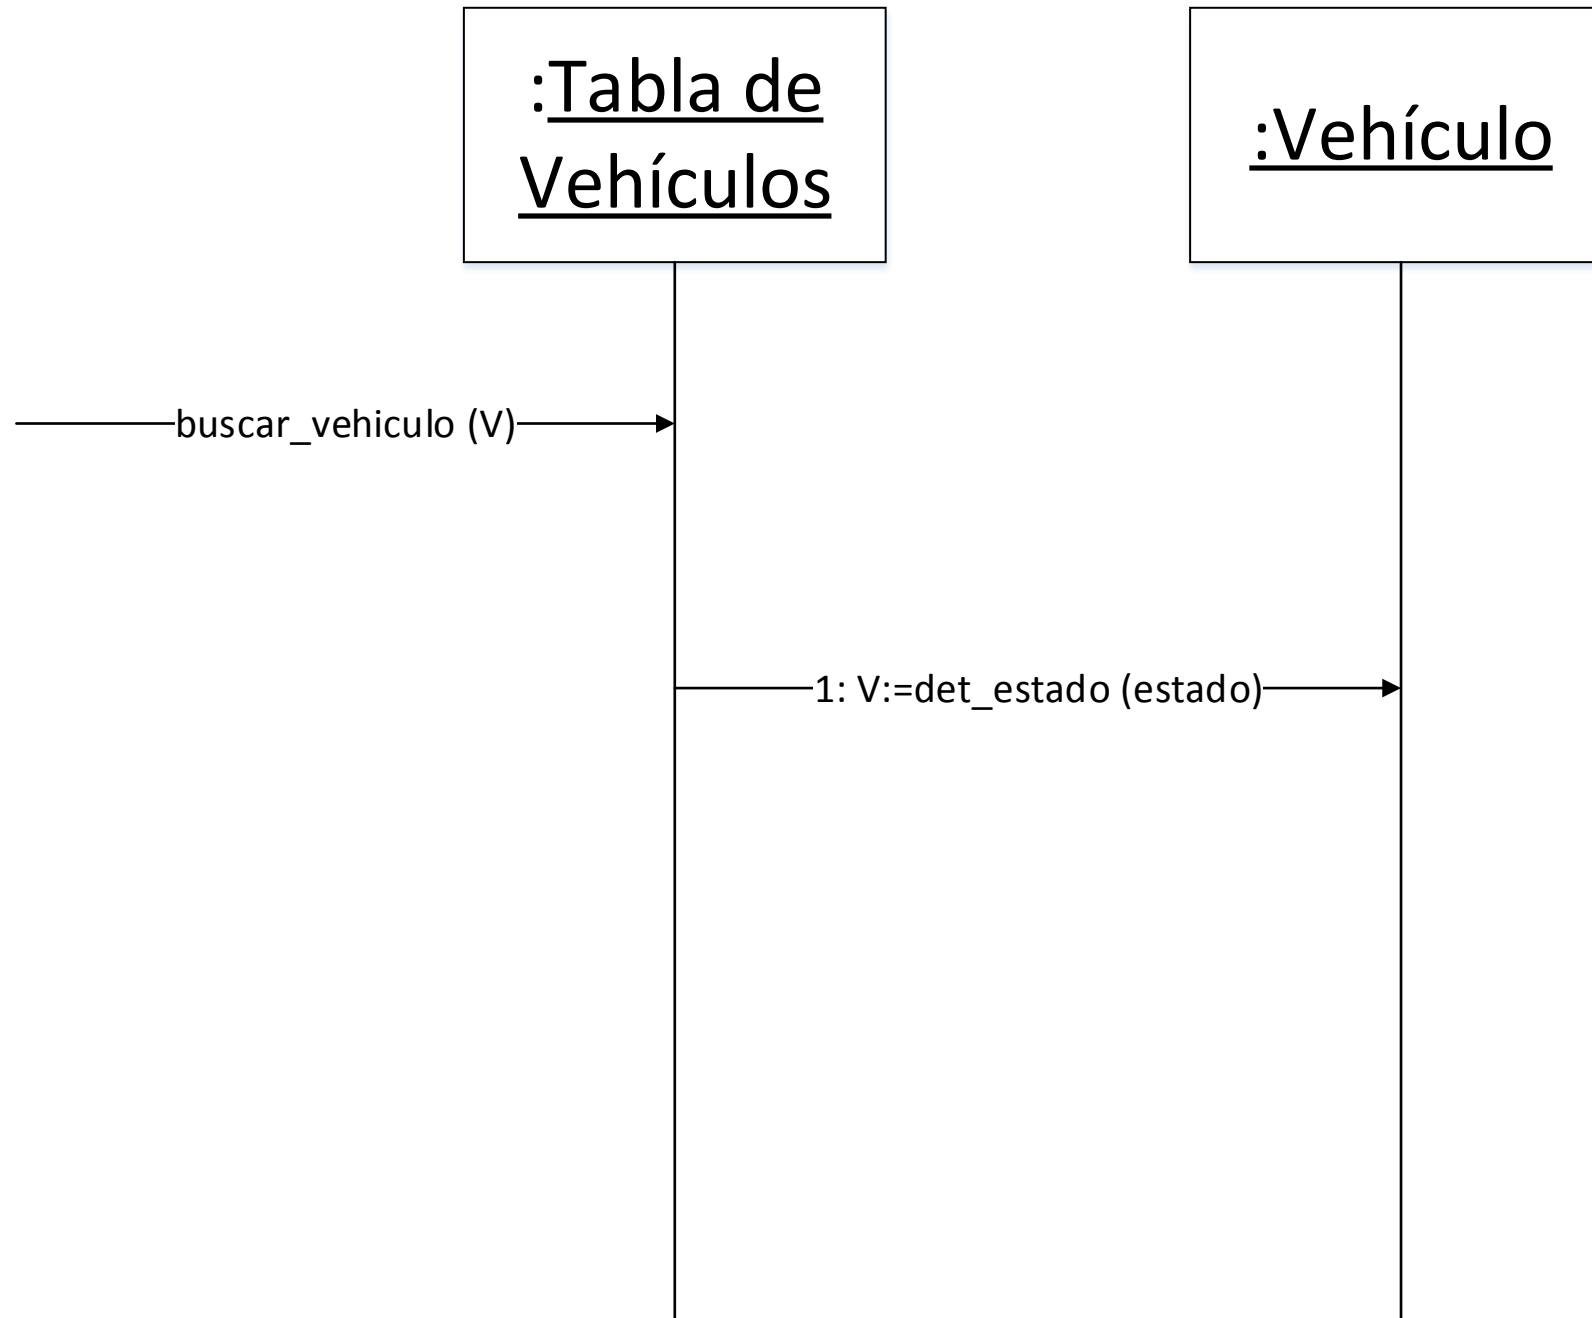 :Tabla de
Vehículos
:Vehículo
buscar_vehiculo (V)
1: V:=det_estado (estado)